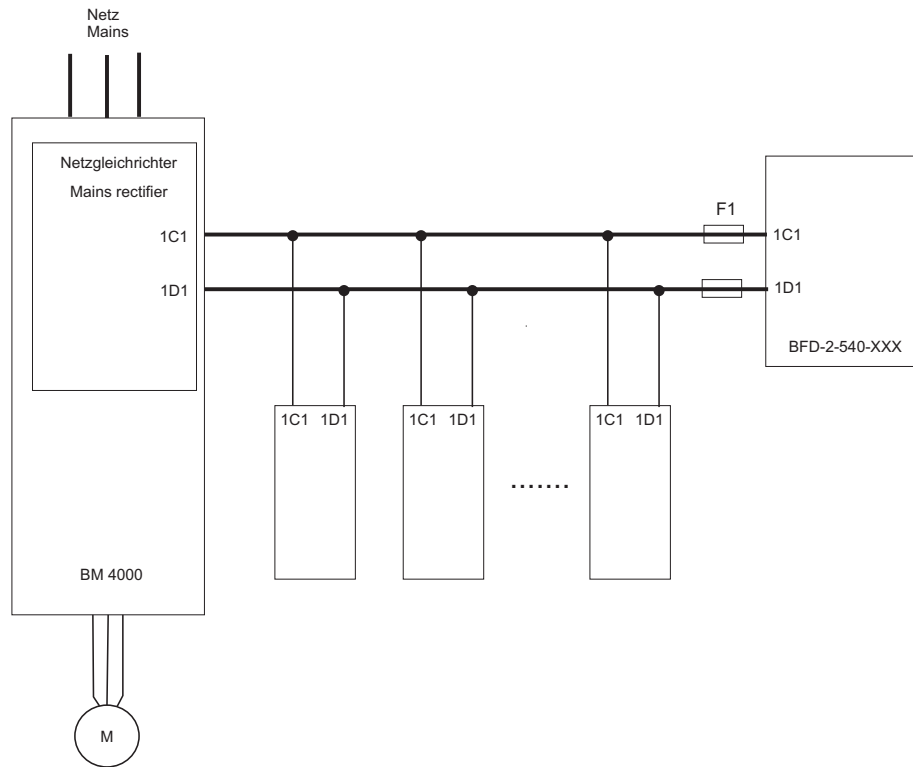 Netz
Mains
Netzgleichrichter
Mains rectifier
1C1
1D1
F1
1C1
1D1
BFD-2-540-XXX
1C1 1D1
1C1 1D1
1C1 1D1
.......
BM 4000
M